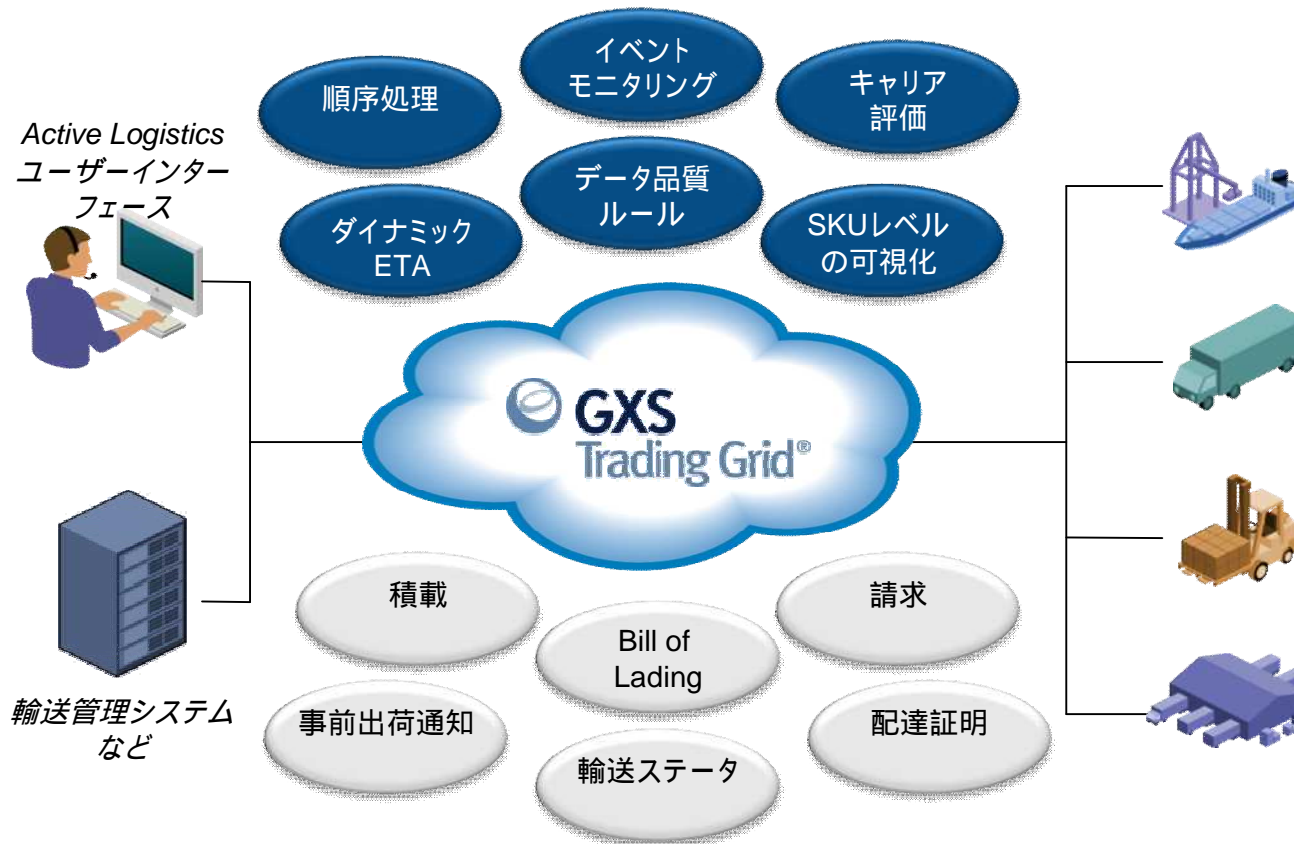 イベント
モニタリング
順序処理
キャリア
評価
Active Logistics
ユーザーインター
フェース
データ品質
ルール
ダイナミック
ETA
SKUレベル
の可視化
GXS
Trading Grid®
積載
請求
Bill of
Lading
事前出荷通知
配達証明
輸送ステータ
輸送管理システム
など